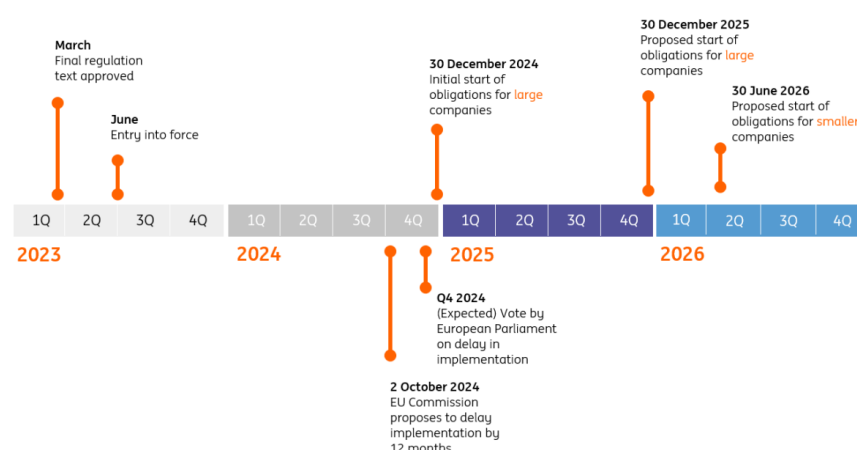 30 December 2025
Proposed start of
obligations for large
companies
March
Final regulation
text approved
30 December 2024
Initial start of
obligations for large
companies
30 June 2026
Proposed start of
obligations for smaller
companies
June
Entry into force
1Q 2Q 3Q 4Q 1Q 2Q 3Q 4Q 1Q 2Q 3Q 4Q 1Q 2Q 3Q 4Q
2023 2024 2025 2026
Q4 2024
(Expected) Vote by
European Parliament
on delay in
implementation
2 October 2024
EU Commission
proposes to delay
implementation by
12 months